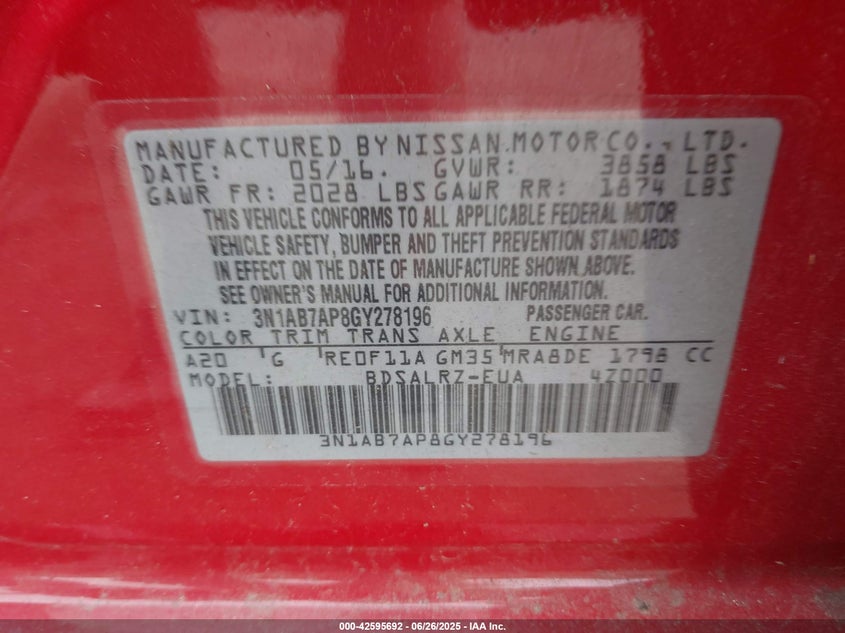 MANUFACTURED BY NISSAN MOTOR CO., LTD.
DATE: 05/16. GVWR: 3858 LBS
GAWR FR: 2028 LBS GAWR RR: 1874 LBS
THIS VEHICLE CONFORMS TO ALL APPLICABLE FEDERAL MOTOR
VEHICLE SAFETY, BUMPER AND THEFT PREVENTION STANDARDS
IN EFFECT ON THE DATE OF MANUFACTURE SHOWN ABOVE.
SEE OWNER'S MANUAL FOR ADDITIONAL INFORMATION.
VIN: 3N1AB7AP8GY278196 PASSENGER CAR.
COLOR TRIM TRANS AXLE ENGINE
A20 'G 'RE0F11A GM35 'MRA8DE 1798 CC
MODEL: BDSALRZ-EUA 4Z000
3N1AB7AP8GY278196
000-42595692 - 06/26/2025 - IAA Inc.